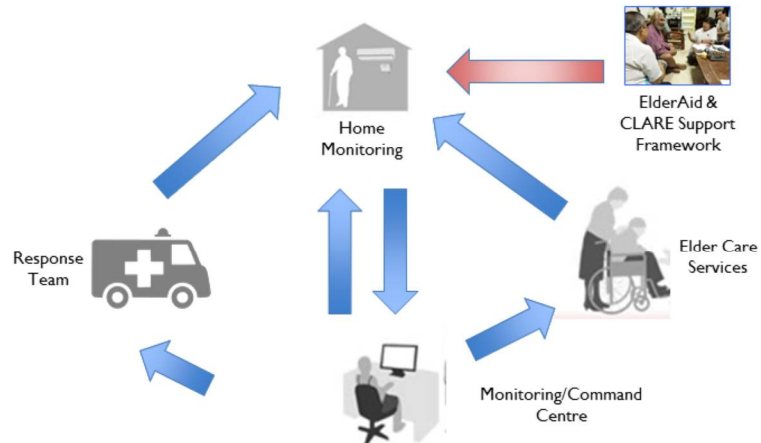 Home
Monitoring
ElderAid &
CLARE Support
Framework
Response
Team
Elder Care
Services
Monitoring/Command
Centre